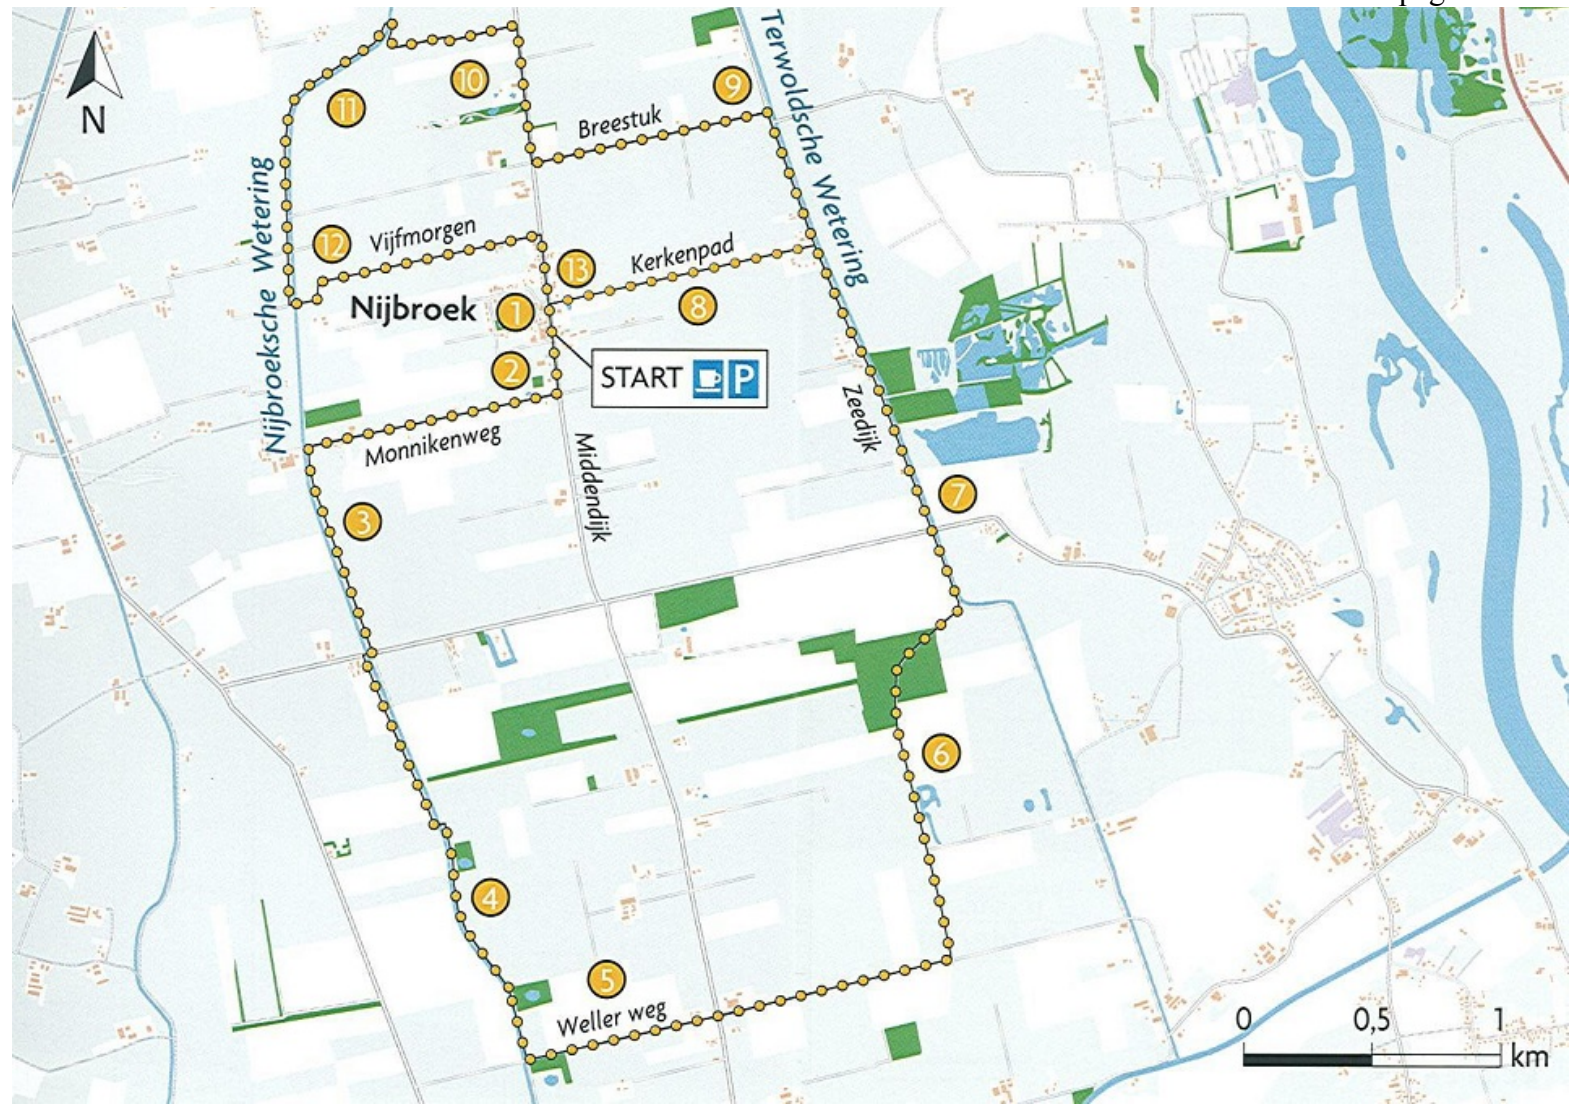 N
Terwoldsche Wetering
10
9
11
Breestuk
Nijbroeksche Wetering
12
Vijfmorgen
13
Kerkenpad
Nijbroek
1
8
2
START P
Zeedijk
Monnikenweg
Middendijk
7
3
6
4
5
Weller weg
0 0,5 1
km